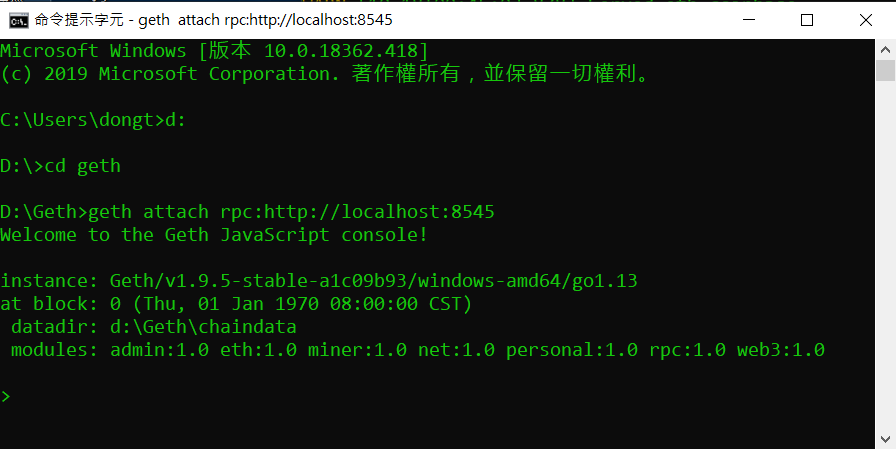 命令提示字元 - geth  attach rpc:http://localhost:8545
Microsoft Windows [版本 10.0.18362.418]
(c) 2019 Microsoft Corporation. 著作權所有，並保留一切權利。
C:\Users\dongt>d:
D:\>cd geth
D:\Geth>geth attach rpc:http://localhost:8545
Welcome to the Geth JavaScript console!
instance: Geth/v1.9.5-stable-a1c09b93/windows-amd64/go1.13
at block: 0 (Thu, 01 Jan 1970 08:00:00 CST)
 datadir: d:\Geth\chaindata
 modules: admin:1.0 eth:1.0 miner:1.0 net:1.0 personal:1.0 rpc:1.0 web3:1.0
>